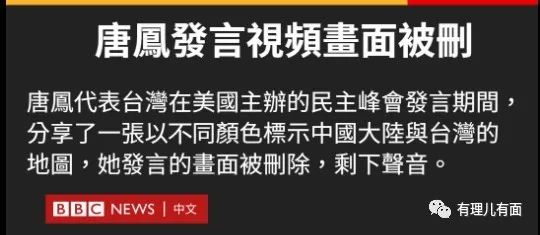 唐鳳發言視頻畫面被刪
唐鳳代表台灣在美國主辦的民主峰會發言期間，
分享了一張以不同顏色標示中國大陸與台灣的
地圖，她發言的畫面被刪除，剩下聲音。
BBC NEWS | 中文
有理儿有面